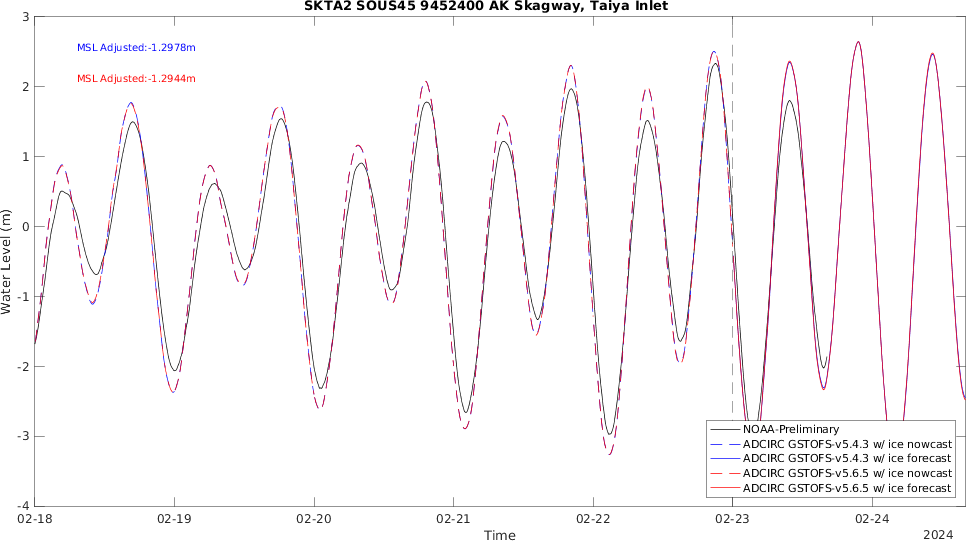 SKTA2 SOUS45 9452400 AK Skagway, Taiya Inlet
MSL Adjusted:-1.2978m
MSL Adjusted:-1.2944m
3
2
1
0
-1
-2
-3
-4
Water Level (m)
02-18
02-19
02-20
02-21
02-22
02-23
02-24
Time
2024
NOAA-Preliminary
ADCIRC GSTOFS-v5.4.3 w/ ice nowcast
ADCIRC GSTOFS-v5.4.3 w/ ice forecast
ADCIRC GSTOFS-v5.6.5 w/ ice nowcast
ADCIRC GSTOFS-v5.6.5 w/ ice forecast